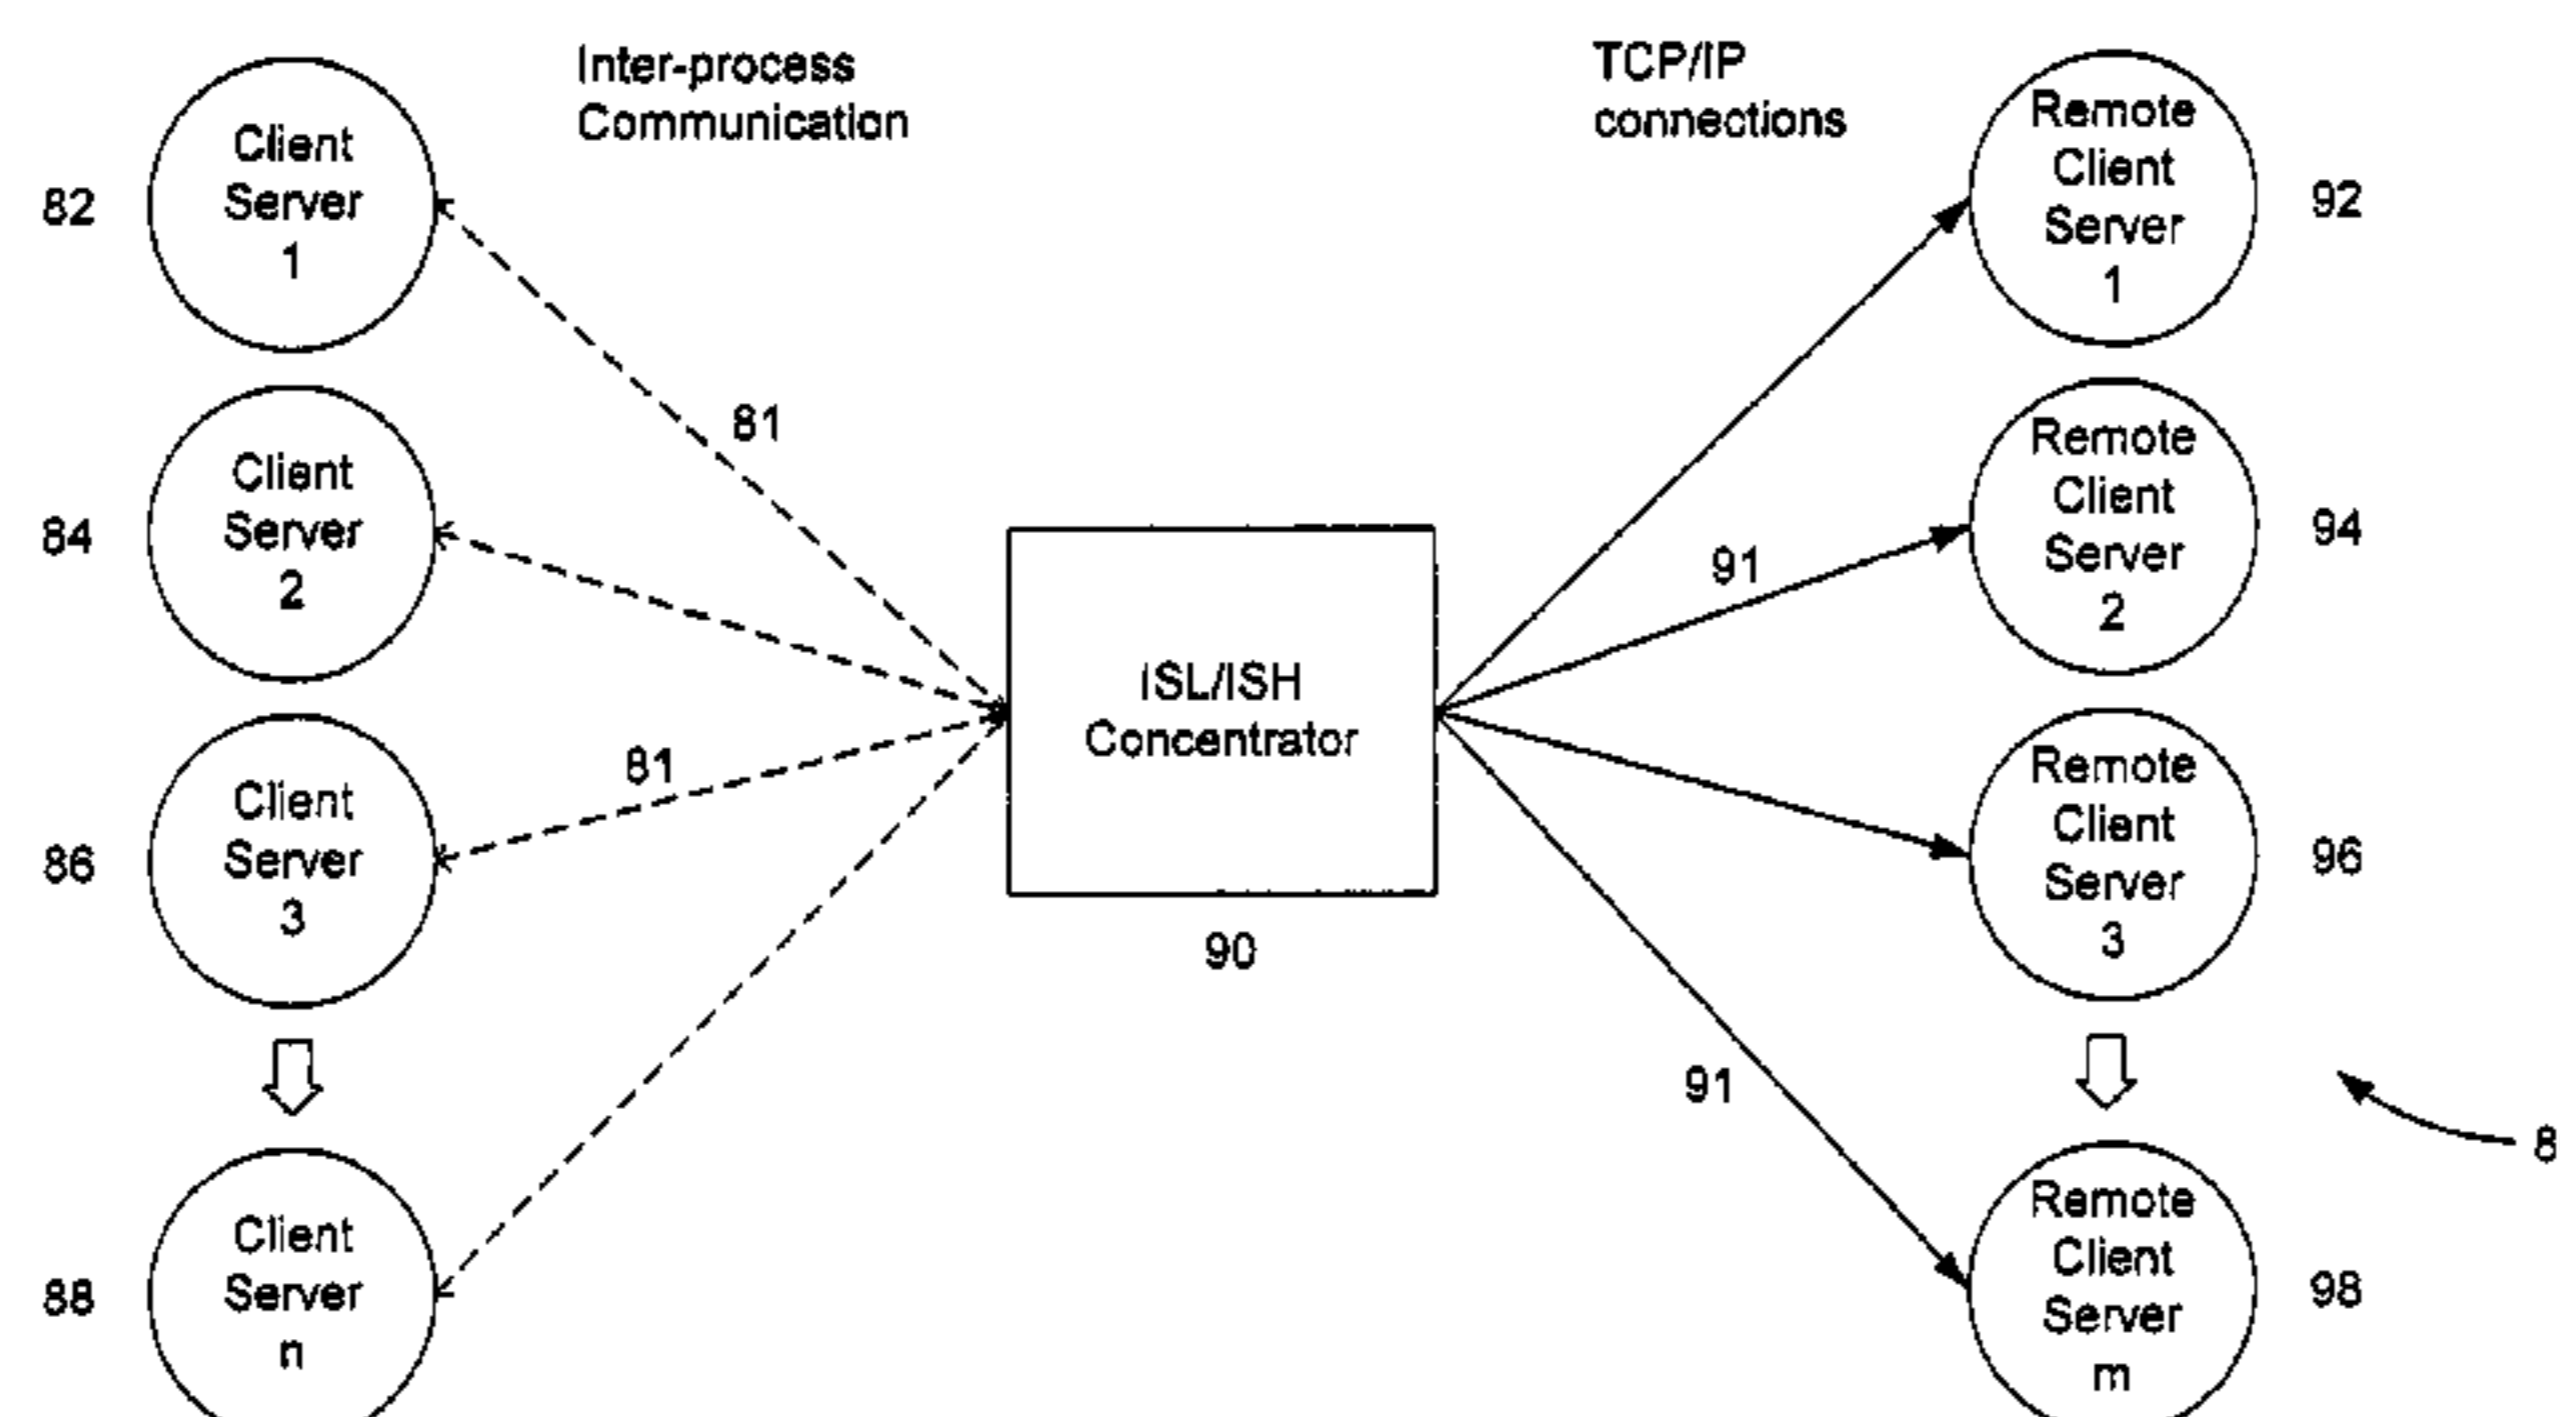 Inter-process
Communication
TCP/IP
connections
Client
Server
1
82
Remote
Client
Server
1
92
81
Client
Server
2
84
Remote
Client
Server
2
94
91
ISL/ISH
Concentrator
90
81
Client
Server
3
86
Remote
Client
Server
3
96
91
8
Client
Server
n
88
Remote
Client
Server
m
98